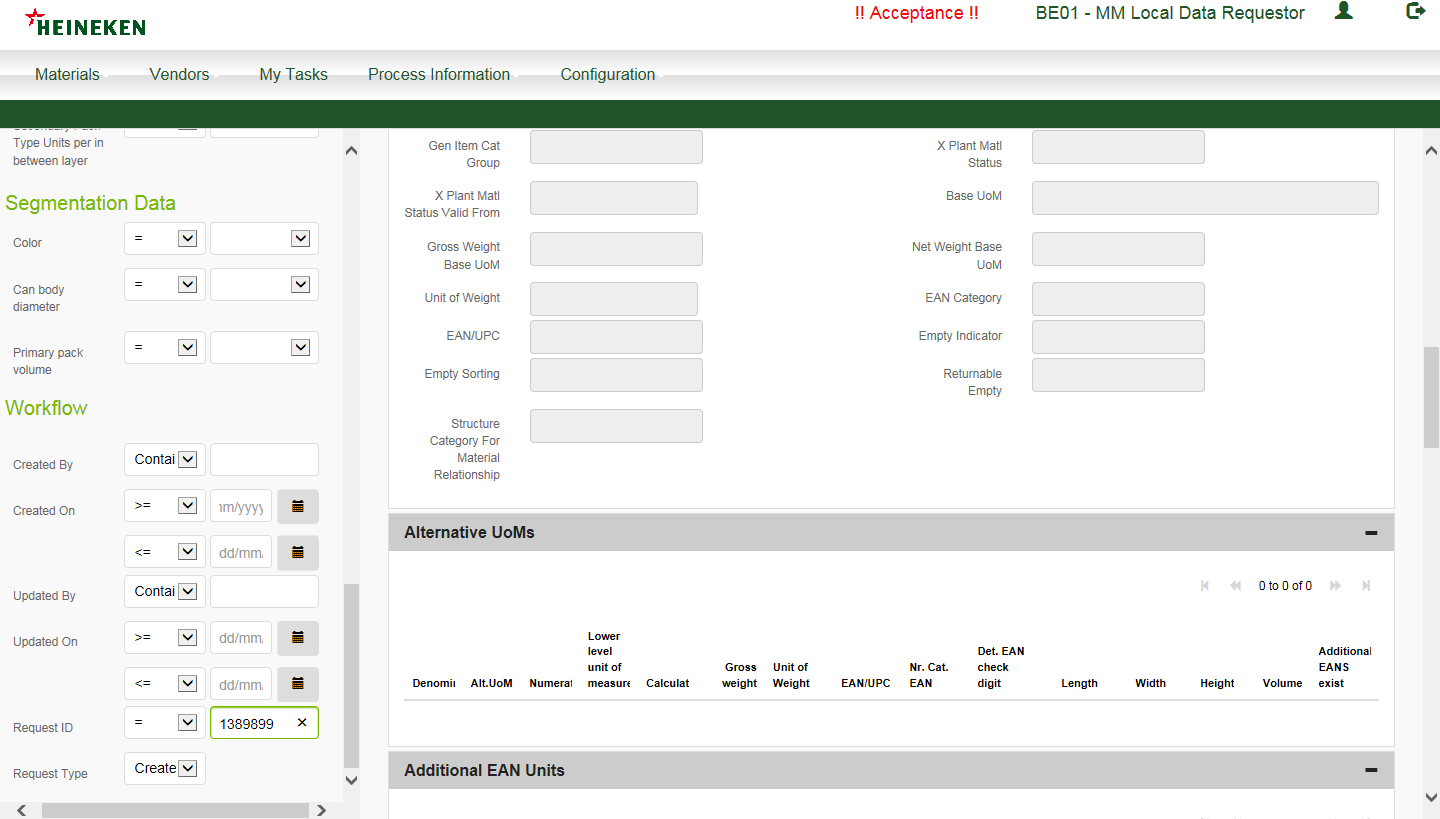 HEINEKEN
!! Acceptance !!
BE01 - MM Local Data Requestor
Materials
Vendors
My Tasks
Process Information
Configuration
Type Units per in
between layer
Segmentation Data
Color
=
Can body
diameter
=
Primary pack
volume
=
Workflow
Created By
Contai
Created On
>=
<=
dd/mm
Updated By
Contai
Updated On
>=
dd/mm
<=
dd/mm
Request ID
=
1389899
Request Type
Create
Gen Item Cat
Group
X Plant Matl
Status
X Plant Matl
Status Valid From
Base UoM
Gross Weight
Base UoM
Net Weight Base
UoM
Unit of Weight
EAN Category
EAN/UPC
Empty Indicator
Empty Sorting
Returnable
Empty
Structure
Category For
Material
Relationship
Alternative UoMs
0 to 0 of 0
Denomin
Alt.UoM
Numerat
Lower
level
unit of
measure
Calculat
Gross
weight
Unit of
Weight
EAN/UPC
Nr. Cat.
EAN
Det. EAN
check
digit
Length
Width
Height
Volume
Additional
EANS
exist
Additional EAN Units